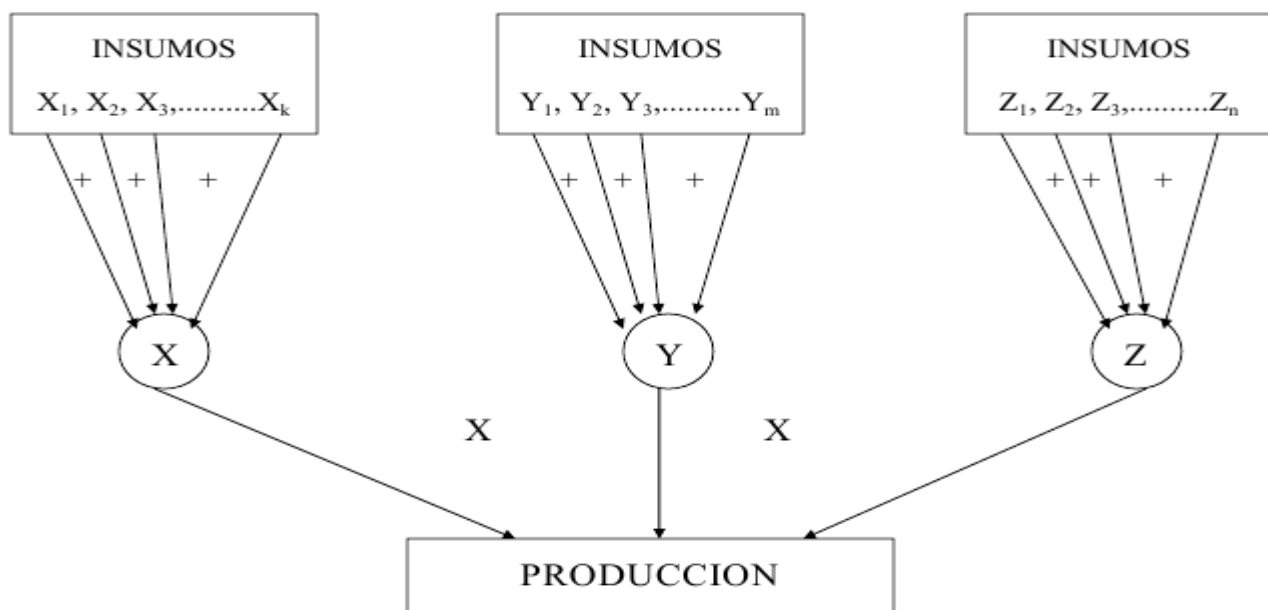 INSUMOS
X₁, X₂, X₃,..........Xₖ
INSUMOS
Y₁, Y₂, Y₃,..........Yₘ
INSUMOS
Z₁, Z₂, Z₃,..........Zₙ
+ + +
+ + +
+ + +
X
Y
Z
X
X
PRODUCCION